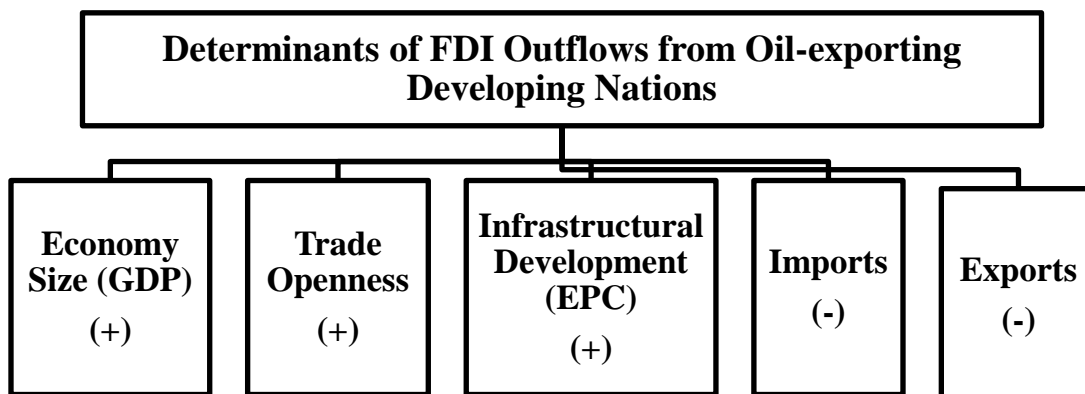 Determinants of FDI Outflows from Oil-exporting
Developing Nations
Economy
Size (GDP)
(+)
Trade
Openness
(+)
Infrastructural
Development
(EPC)
(+)
Imports
(-)
Exports
(-)